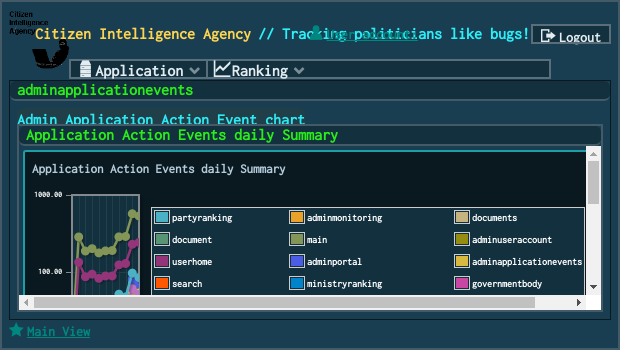 Citizen
Intelligence
Agency
Citizen Intelligence Agency // Tracking politicians like bugs!
Logout
Application
Ranking
adminapplicationevents
Admin Application Action Event chart
Application Action Events daily Summary
Application Action Events daily Summary
1000.00
100.00
partyranking
adminmonitoring
documents
document
main
adminuseraccount
userhome
adminportal
adminapplicationevents
search
ministryranking
governmentbody
Main View